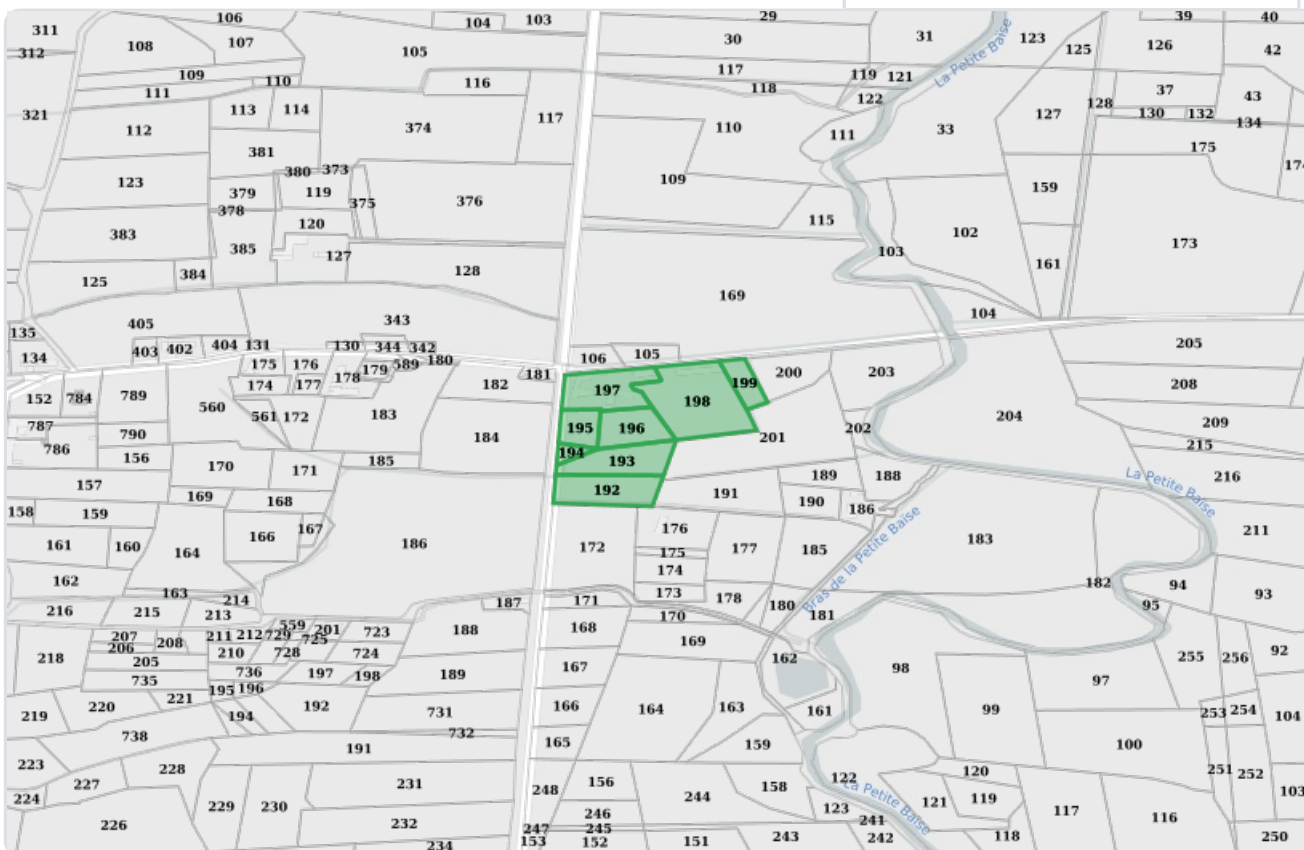 311 106 104 103 29 39 40
312 108 107 105 30 31 123 125 126 42
109 110 116 117 118 119 121 La Petite Baïse 37 43
321 111 113 114 374 117 110 122 111 33 127 128 130 132 134
112 381 175 174
123 380 373 109 159
379 119 375 376 115 102 173
383 378 120 103
385 127 161
125 384 128 169 104
405 343
135 403 402 404 131 130 344 342 106 105 205
134 175 176 178 179 589 180 181 197 199 200 203 208
152 784 789 560 174 177 183 182 198 204 209
787 790 561 172 184 195 196 201 202 215
786 156 170 171 185 194 193 189 188 216
157 169 168 192 191 190 186 La Petite Baïse
158 159 166 167 176 211
161 160 164 186 172 175 177 185 Bras de la Petite Baïse 183
162 163 174 182 94 93
216 215 213 214 187 171 173 178 180 181 95
207 208 211 212 729 559 201 723 188 168 170
206 210 728 725 724 169 162 98 255 256 92
218 205 736 197 198 189 167 97
735 195 196
219 220 221 194 192 731 166 164 163 161 99 253 254 104
738 191 732 165 159 100
223 227 228 231 156 158 122 120 251 252
224 229 230 248 244 La Petite Baïse 121 119 117 116 103
226 232 246 123 241 118
234 247 245 153 152 151 243 242 250